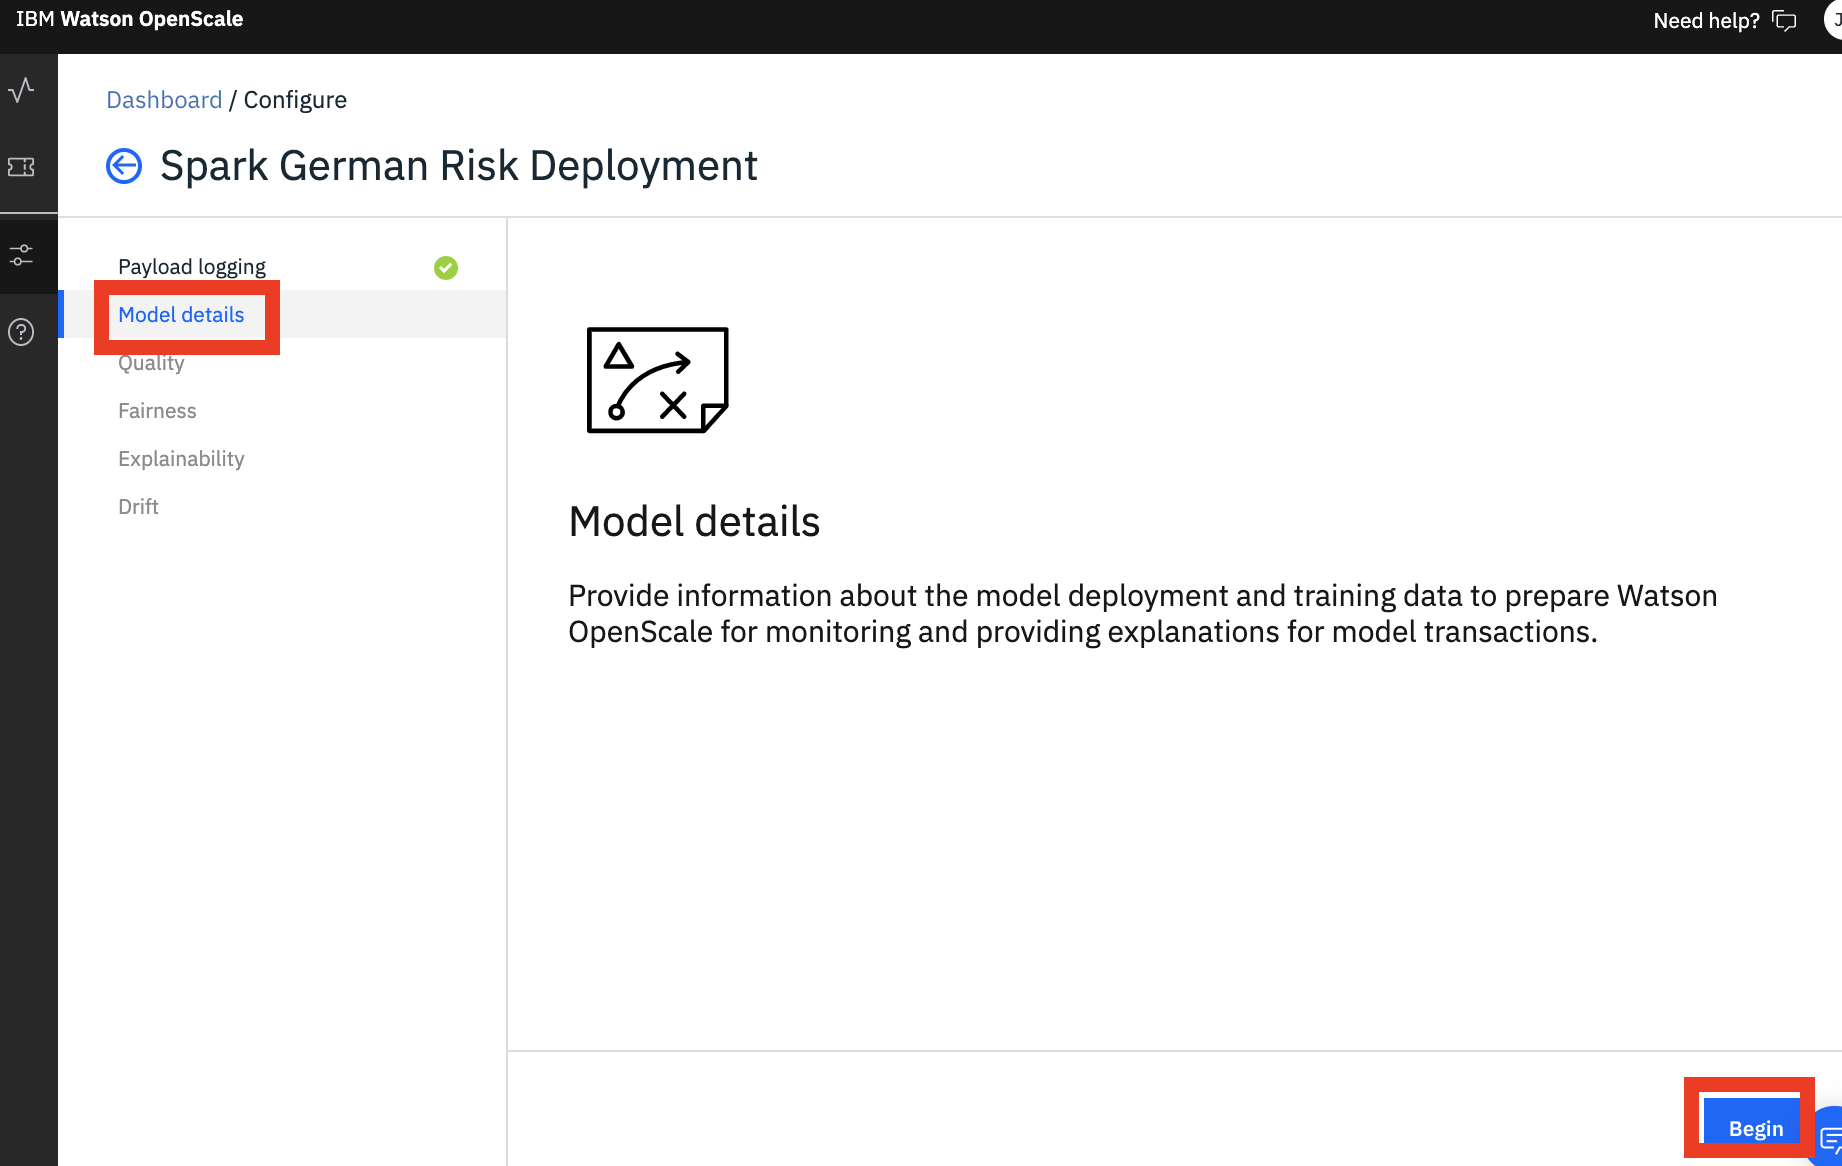 IBM Watson OpenScale
Need help?
J
Dashboard / Configure
Spark German Risk Deployment
Payload logging
Model details
Quality
Fairness
Explainability
Drift
Model details
Provide information about the model deployment and training data to prepare Watson
OpenScale for monitoring and providing explanations for model transactions.
Begin